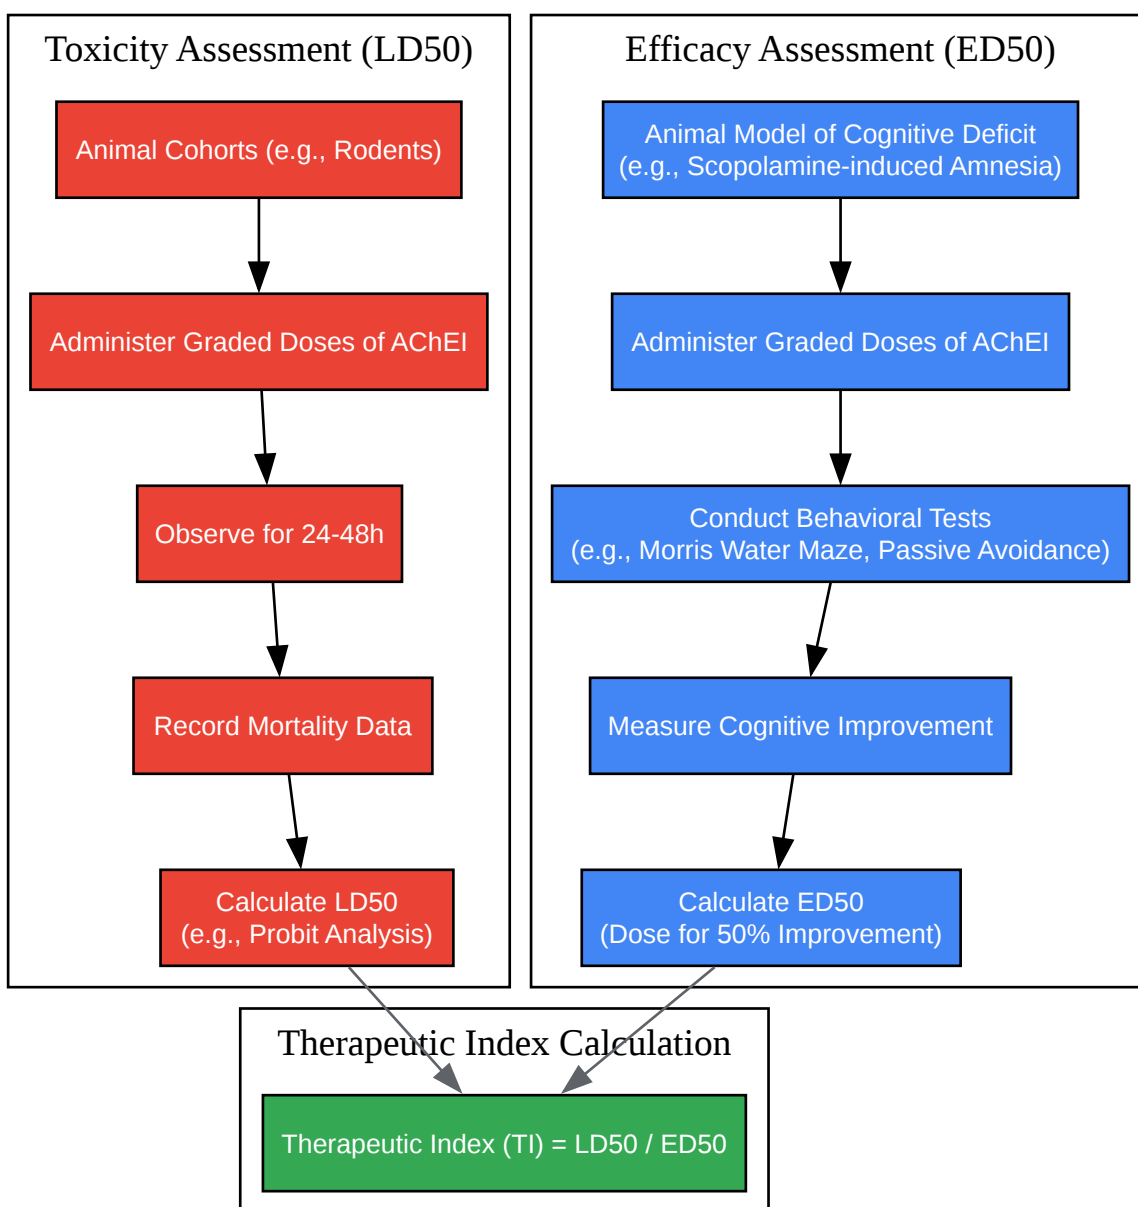 Toxicity Assessment (LD50)
Animal Cohorts (e.g., Rodents)
Administer Graded Doses of AChEI
Observe for 24-48h
Record Mortality Data
Calculate LD50
(e.g., Probit Analysis)
Efficacy Assessment (ED50)
Animal Model of Cognitive Deficit
(e.g., Scopolamine-induced Amnesia)
Administer Graded Doses of AChEI
Conduct Behavioral Tests
(e.g., Morris Water Maze, Passive Avoidance)
Measure Cognitive Improvement
Calculate ED50
(Dose for 50% Improvement)
Therapeutic Index Calculation
Therapeutic Index (TI) = LD50 / ED50